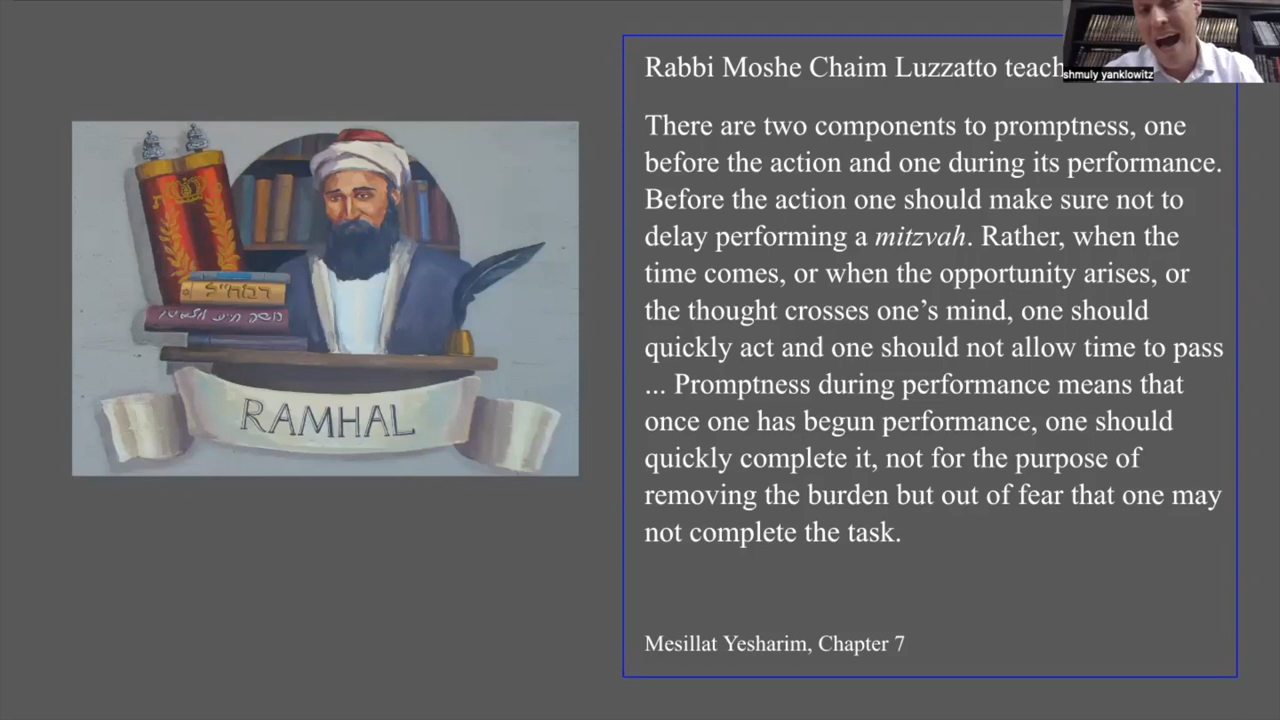 Rabbi Moshe Chaim Luzzatto teach
shmuly yanklowitz
There are two components to promptness, one
before the action and one during its performance.
Before the action one should make sure not to
delay performing a mitzvah. Rather, when the
time comes, or when the opportunity arises, or
the thought crosses one’s mind, one should
quickly act and one should not allow time to pass
... Promptness during performance means that
once one has begun performance, one should
quickly complete it, not for the purpose of
removing the burden but out of fear that one may
not complete the task.
Mesillat Yesharim, Chapter 7
רמח״ל
RAMHAL